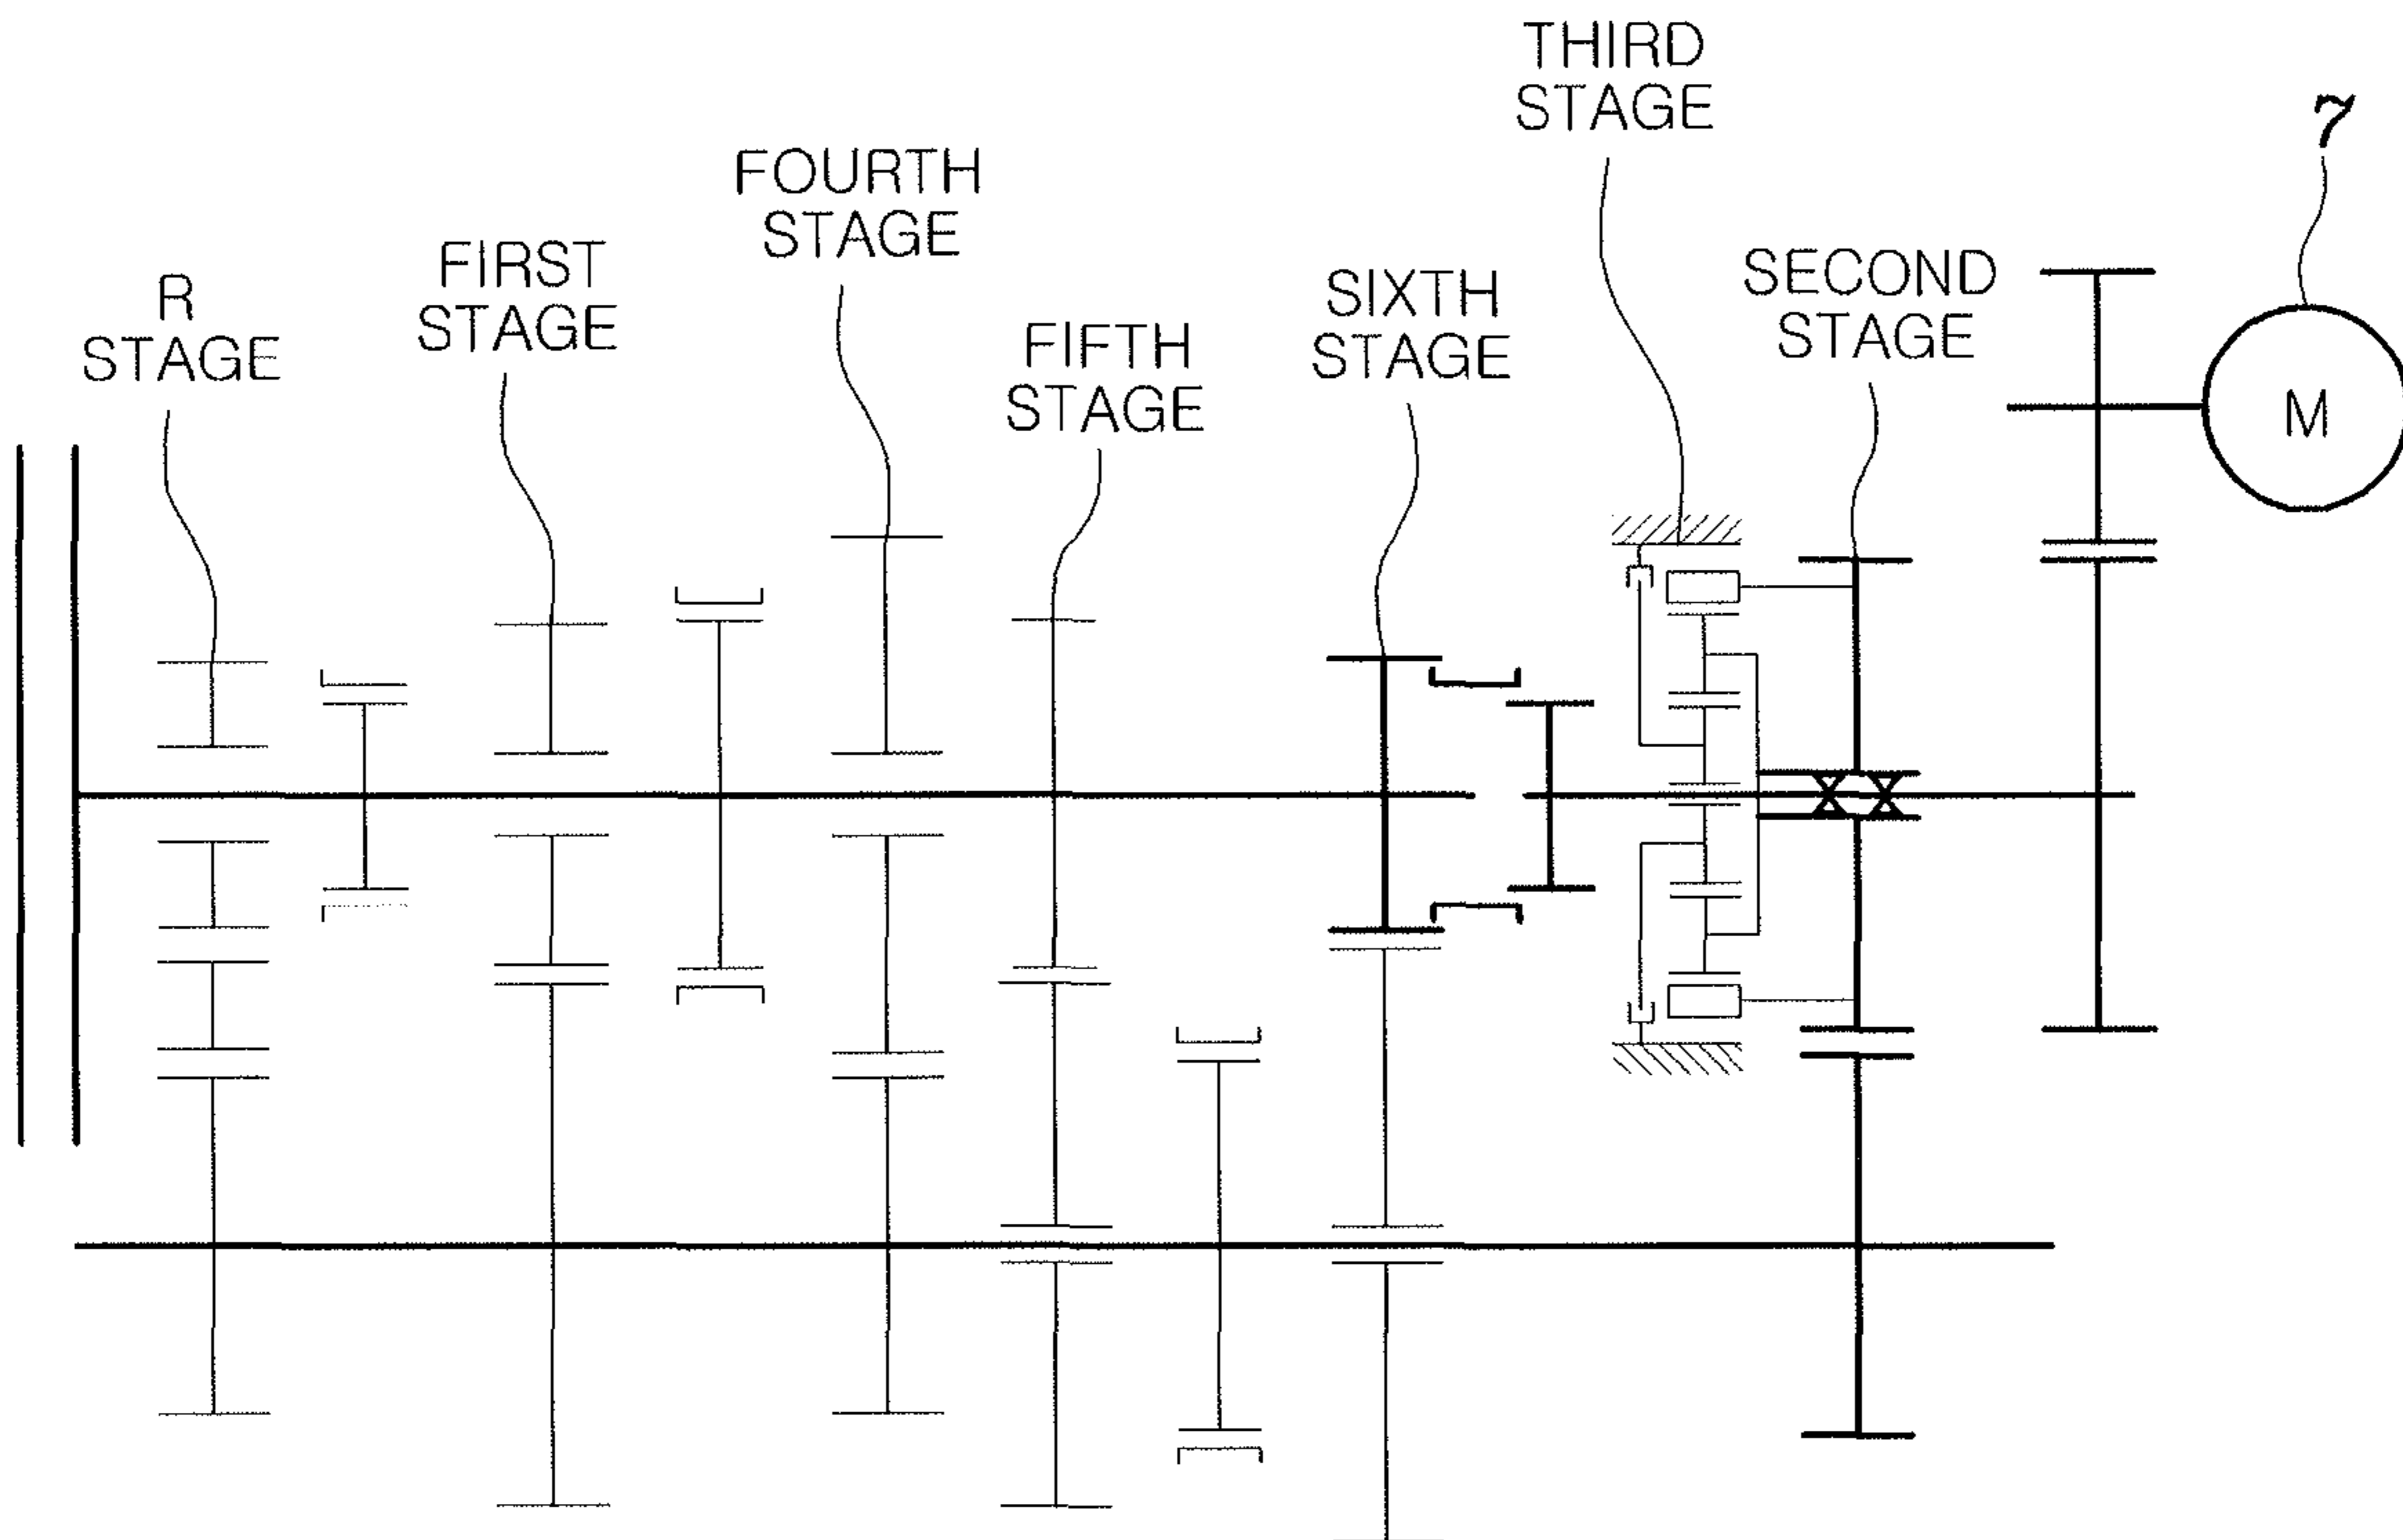 THIRD
STAGE
7
FOURTH
STAGE
FIRST
STAGE
SECOND
STAGE
R
STAGE
SIXTH
STAGE
FIFTH
STAGE
M